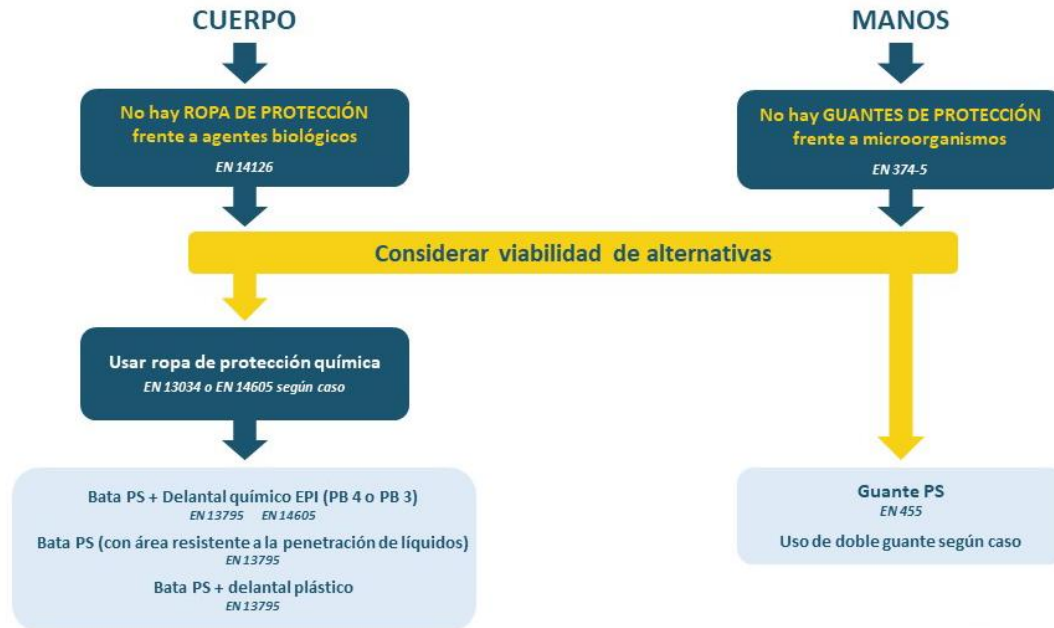 CUERPO
No hay ROPA DE PROTECCIÓN
frente a agentes biológicos
EN 14126
MANOS
No hay GUANTES DE PROTECCIÓN
frente a microorganismos
EN 374-5
Considerar viabilidad de alternativas
Usar ropa de protección química
EN 13034 o EN 14605 según caso
Bata PS + Delantal químico EPI (PB 4 o PB 3)
EN 13795 EN 14605
Bata PS (con área resistente a la penetración de líquidos)
EN 13795
Bata PS + delantal plástico
EN 13795
Guante PS
EN 455
Uso de doble guante según caso